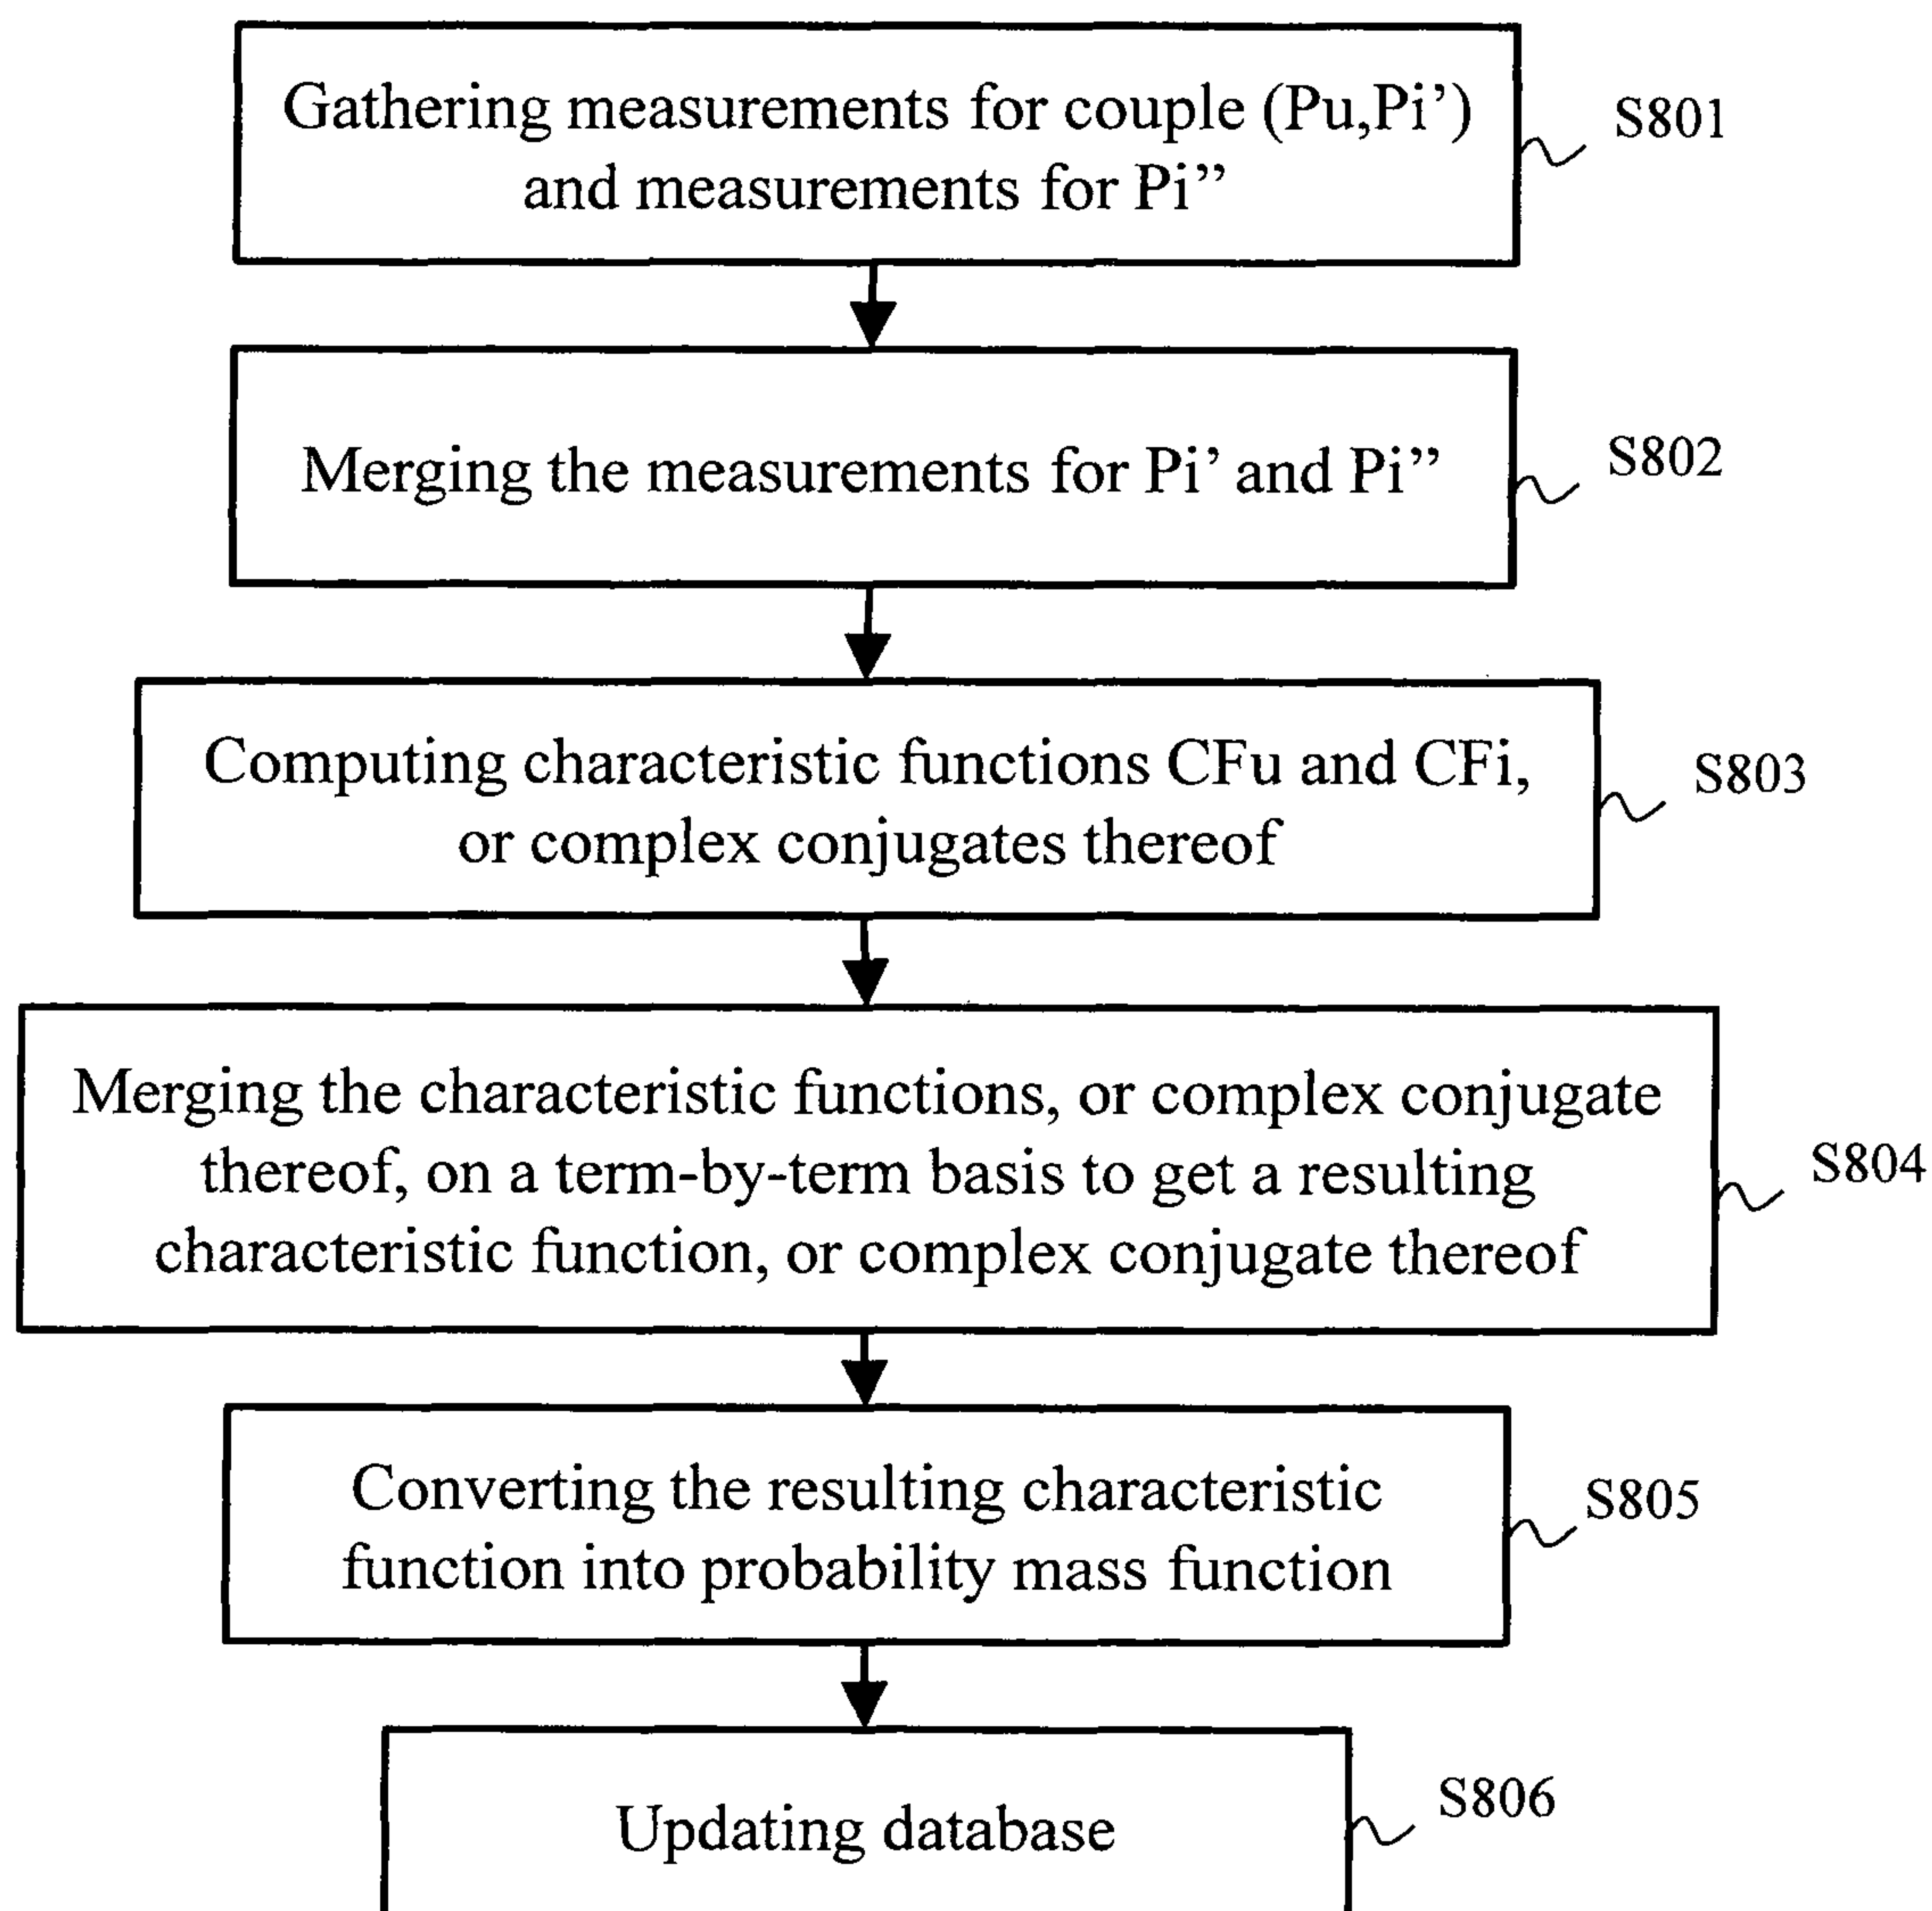 Gathering measurements for couple (Pu,Pi’)
and measurements for Pi”
S801
Merging the measurements for Pi’ and Pi”
S802
Computing characteristic functions CFu and CFi,
or complex conjugates thereof
S803
Merging the characteristic functions, or complex conjugate
thereof, on a term-by-term basis to get a resulting
characteristic function, or complex conjugate thereof
S804
Converting the resulting characteristic
function into probability mass function
S805
Updating database
S806